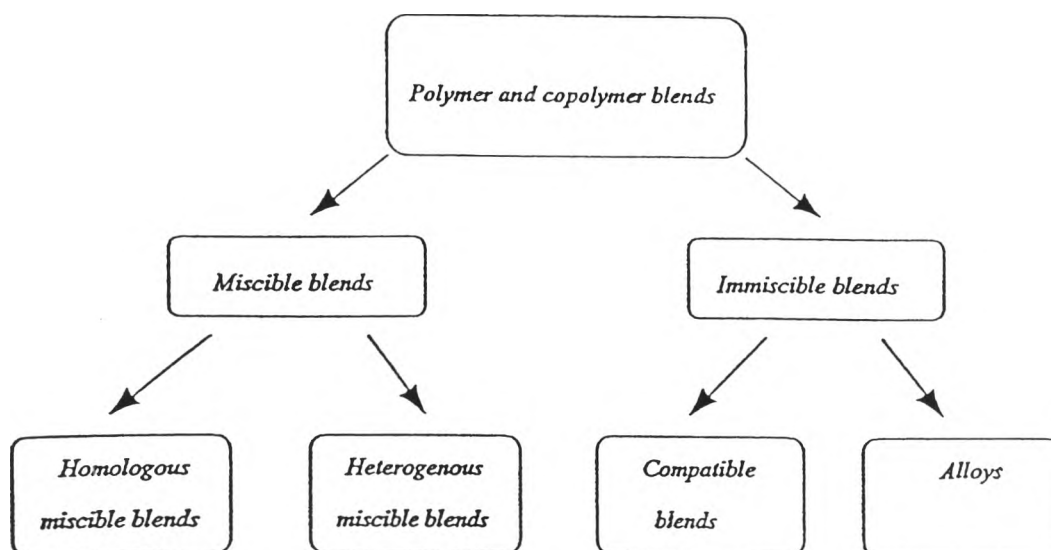 Polymer and copolymer blends
Miscible blends
Immiscible blends
Homologous
miscible blends
Heterogenous
miscible blends
Compatible
blends
Alloys